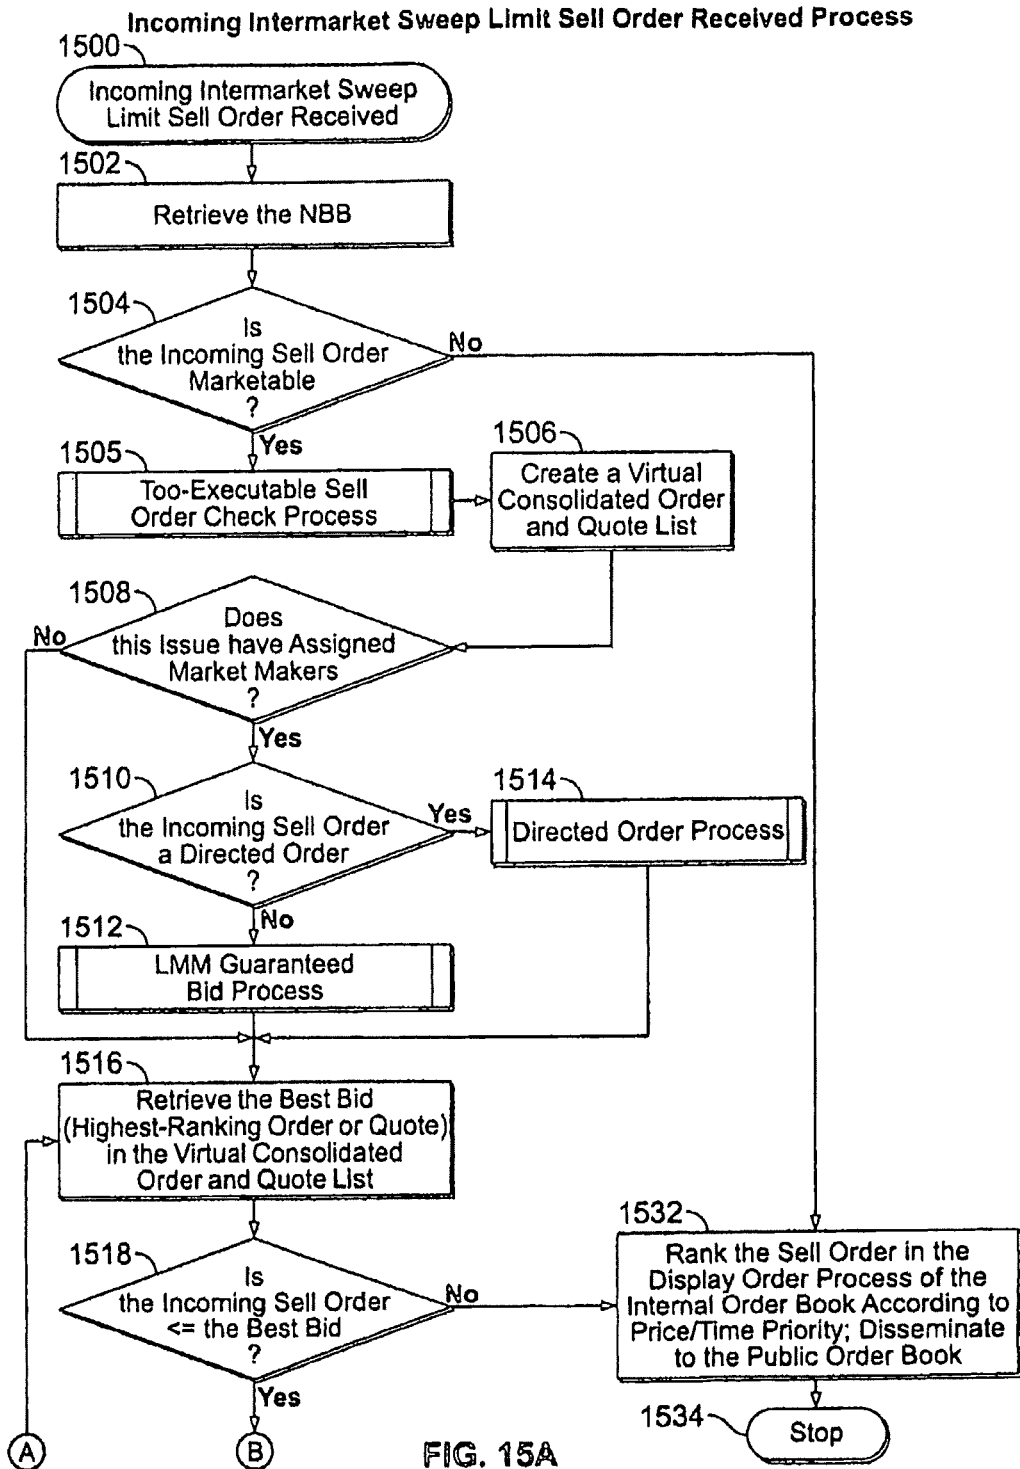 Incoming Intermarket Sweep Limit Sell Order Received Process
1500
Incoming Intermarket Sweep
Limit Sell Order Received
1502
Retrieve the NBB
1504
Is
the Incoming Sell Order
Marketable
?
No
Yes
1505
Too-Executable Sell
Order Check Process
1506
Create a Virtual
Consolidated Order
and Quote List
1508
Does
this Issue have Assigned
Market Makers
?
No
Yes
1510
Is
the Incoming Sell Order
a Directed Order
?
Yes
No
1514
Directed Order Process
1512
LMM Guaranteed
Bid Process
1516
Retrieve the Best Bid
(Highest-Ranking Order or Quote)
in the Virtual Consolidated
Order and Quote List
1518
Is
the Incoming Sell Order
<= the Best Bid
?
No
Yes
1532
Rank the Sell Order in the
Display Order Process of the
Internal Order Book According to
Price/Time Priority; Disseminate
to the Public Order Book
1534
Stop
A
B
FIG. 15A